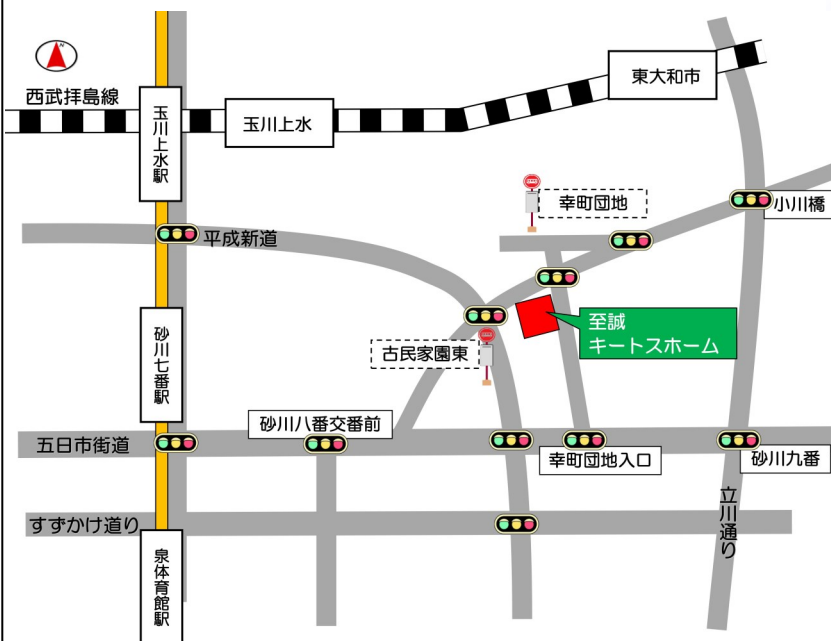 N
西武拝島線
玉川上水駅
玉川上水
東大和市
幸町団地
小川橋
平成新道
砂川七番駅
至誠
キートスホーム
古民家園東
砂川八番交番前
五日市街道
幸町団地入口
砂川九番
立川通り
すずかけ道り
泉体育館駅